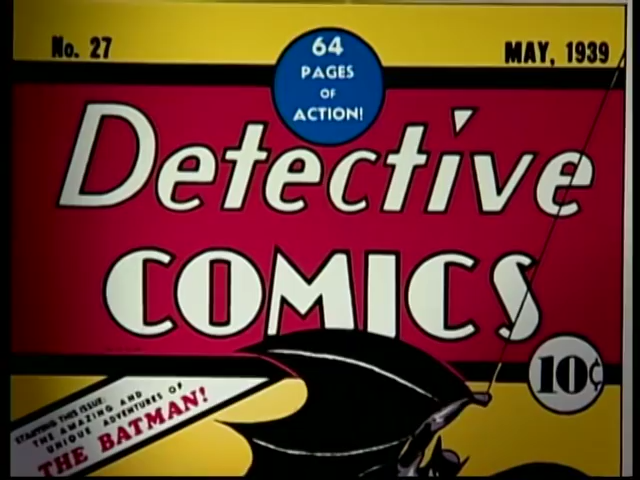 No. 27
64
PAGES
OF
ACTION!
MAY, 1939
Detective
COMICS
10¢
STARTING THIS ISSUE:
THE AMAZING AND
UNIQUE ADVENTURES OF
THE BATMAN!